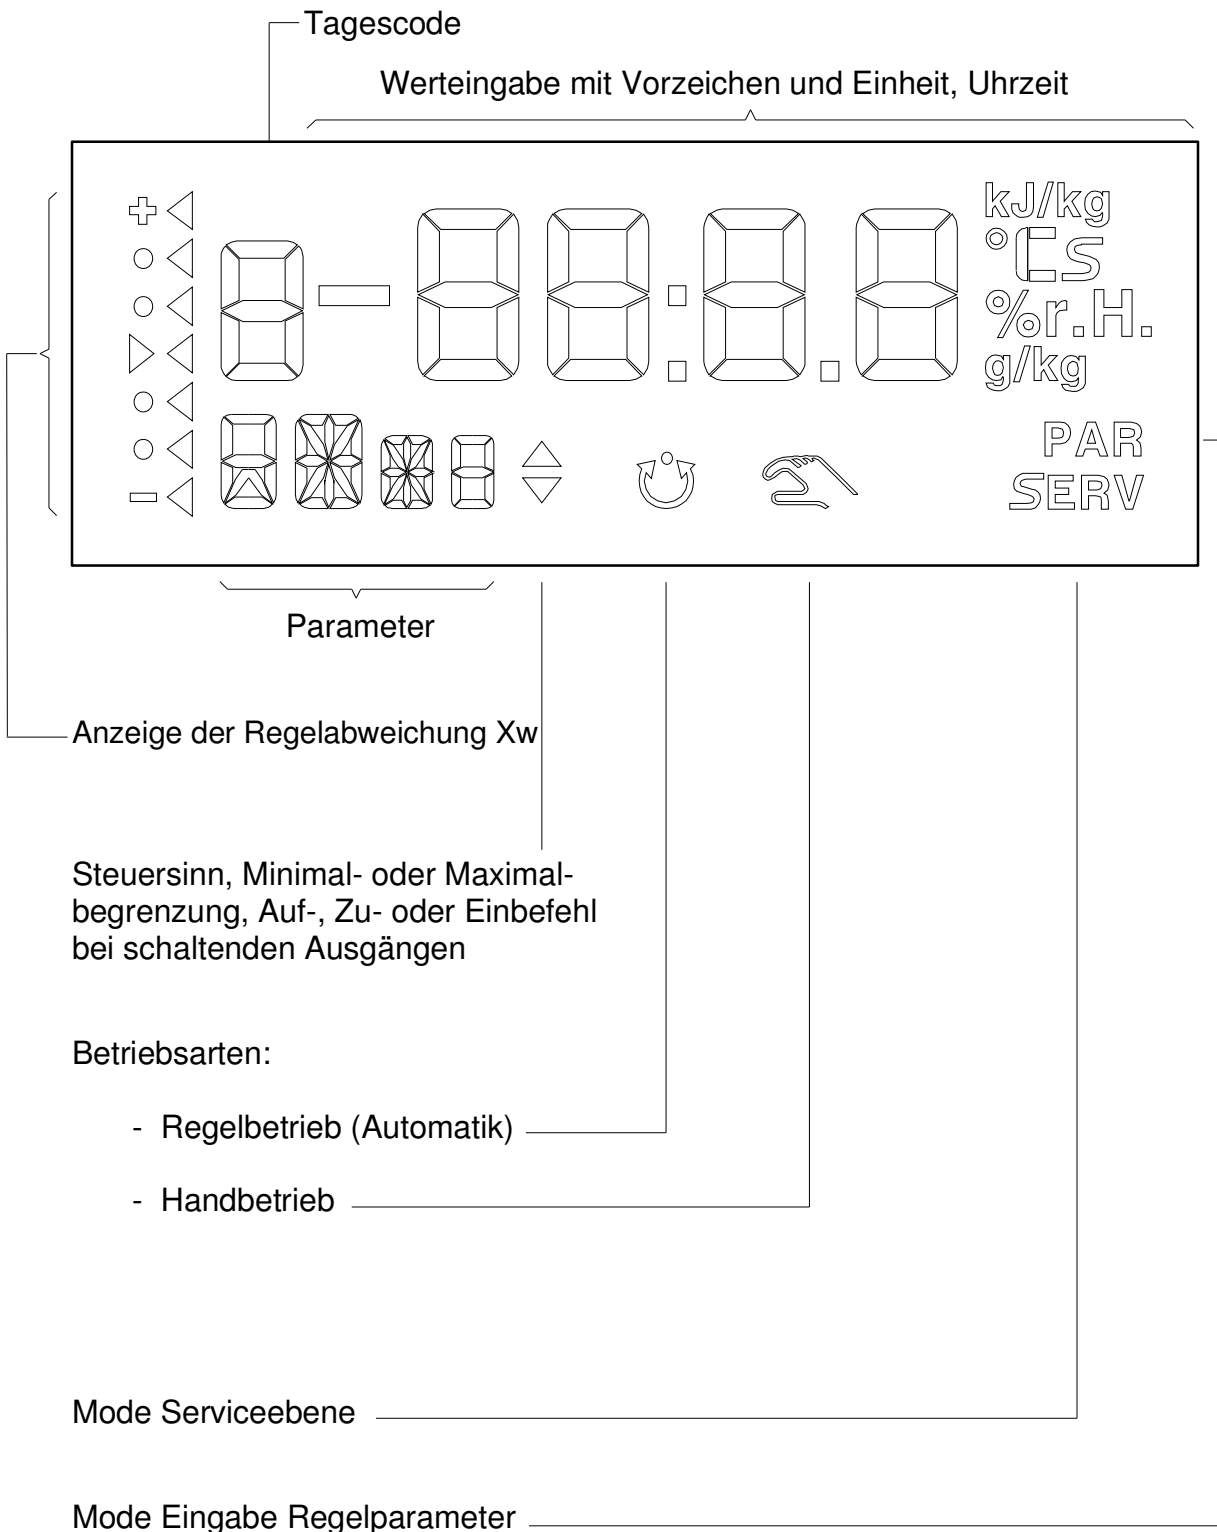 Tagescode
Werteingabe mit Vorzeichen und Einheit, Uhrzeit
kJ/kg
°C s
%r.H.
g/kg
PAR
SERV
Parameter
Anzeige der Regelabweichung Xw
Steuersinn, Minimal- oder Maximal-
begrenzung, Auf-, Zu- oder Einbefehl
bei schaltenden Ausgängen
Betriebsarten:
- Regelbetrieb (Automatik)
- Handbetrieb
Mode Serviceebene
Mode Eingabe Regelparameter